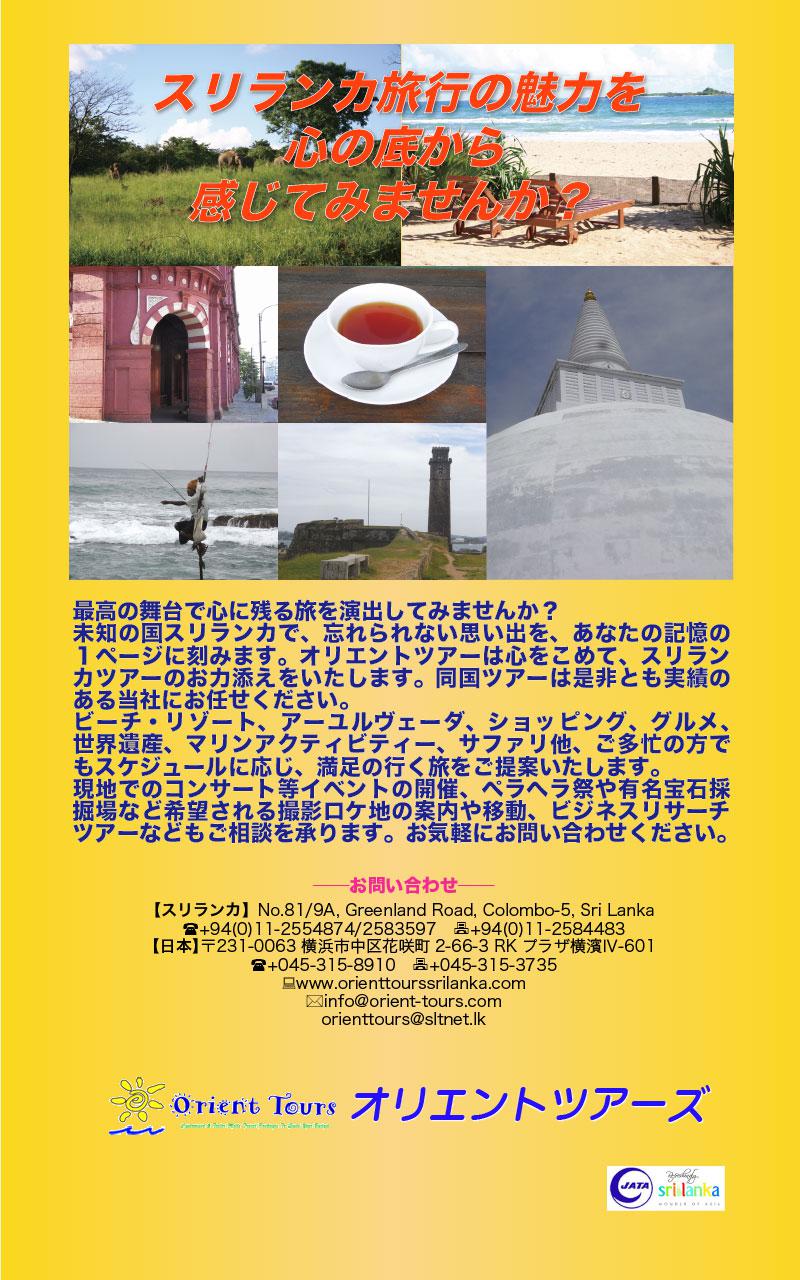 スリランカ旅行の魅力を
心の底から
感じてみませんか？
最高の舞台で心に残る旅を演出してみませんか？
未知の国スリランカで、忘れられない思い出を、あなたの記憶の
１ページに刻みます。オリエントツアーは心をこめて、スリラン
カツアーのお力添えをいたします。同国ツアーは是非とも実績の
ある当社にお任せください。
ビーチ・リゾート、アーユルヴェーダ、ショッピング、グルメ、
世界遺産、マリンアクティビティー、サファリ他、ご多忙の方で
もスケジュールに応じ、満足の行く旅をご提案いたします。
現地でのコンサート等イベントの開催、ペラヘラ祭や有名宝石採
掘場など希望される撮影ロケ地の案内や移動、ビジネスリサーチ
ツアーなどもご相談を承ります。お気軽にお問い合わせください。
――お問い合わせ――
【スリランカ】No.81/9A, Greenland Road, Colombo-5, Sri Lanka
☎+94(0)11-2554874/2583597 +94(0)11-2584483
【日本】〒231-0063 横浜市中区花咲町 2-66-3 RK プラザ横濱IV-601
☎+045-315-8910 +045-315-3735
www.orienttourssrilanka.com
info@orient-tours.com
orienttours@sltnet.lk
Orient Tours オリエントツアーズ
JATA
sri lanka
WONDER OF ASIA